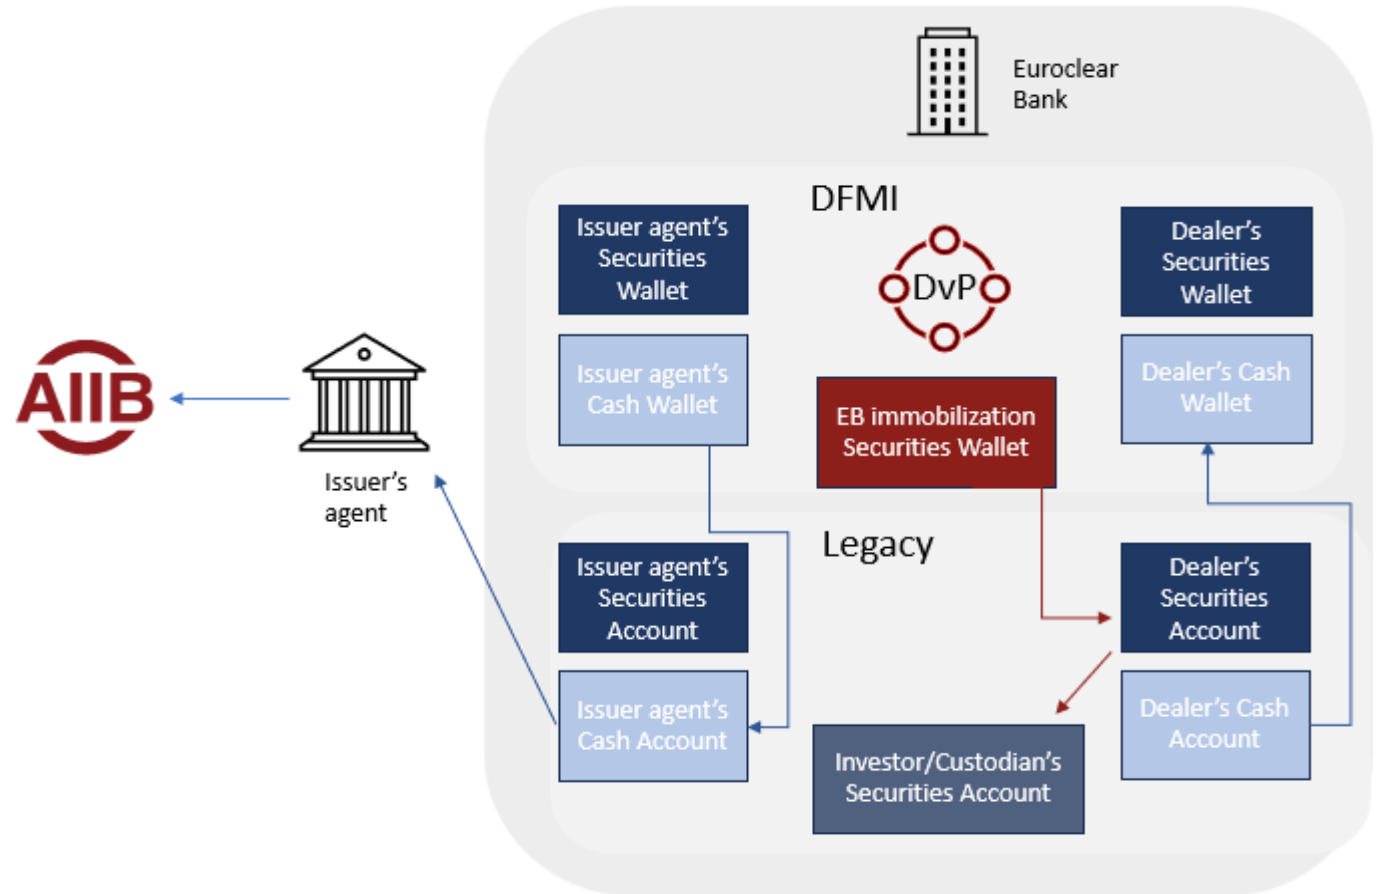 Euroclear
Bank
DFMI
Issuer agent's
Securities
Wallet
DvP
Dealer's
Securities
Wallet
Issuer agent's
Cash Wallet
Dealer's Cash
Wallet
EB immobilization
Securities Wallet
AIIB
Issuer's
agent
Legacy
Issuer agent's
Securities
Account
Dealer's
Securities
Account
Issuer agent's
Cash Account
Dealer's Cash
Account
Investor/Custodian's
Securities Account